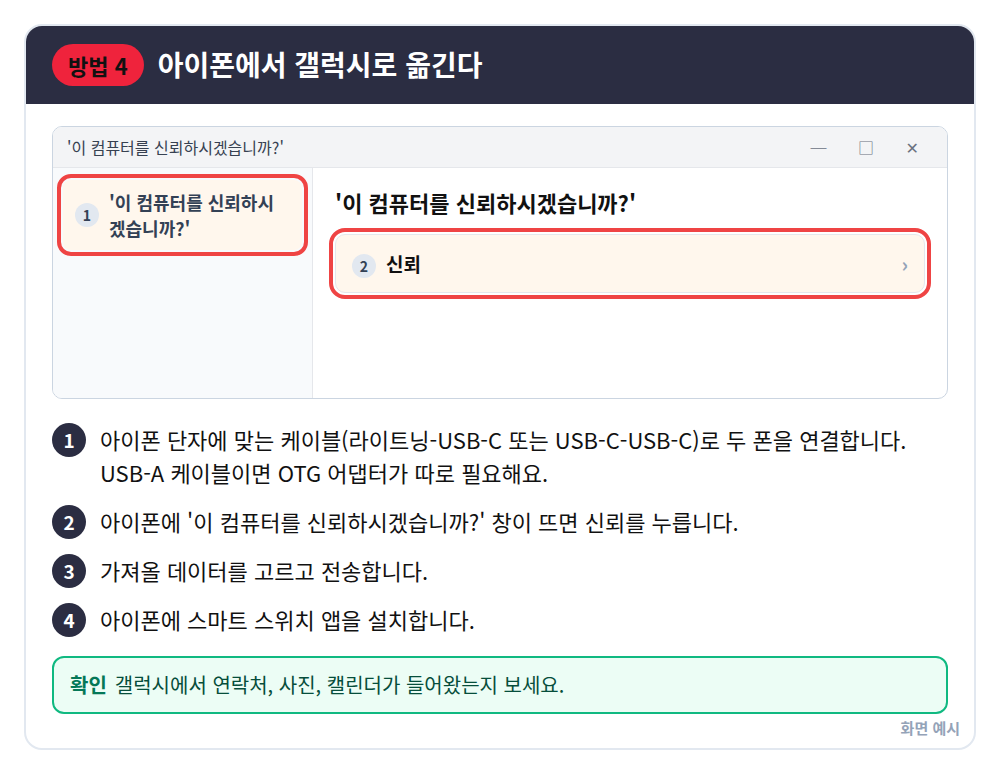 방법 4 아이폰에서 갤럭시로 옮긴다
'이 컴퓨터를 신뢰하시겠습니까?'
1 '이 컴퓨터를 신뢰하시
겠습니까?'
'이 컴퓨터를 신뢰하시겠습니까?'
2 신뢰 ›
1 아이폰 단자에 맞는 케이블(라이트닝-USB-C 또는 USB-C-USB-C)로 두 폰을 연결합니다.
USB-A 케이블이면 OTG 어댑터가 따로 필요해요.
2 아이폰에 '이 컴퓨터를 신뢰하시겠습니까?' 창이 뜨면 신뢰를 누릅니다.
3 가져올 데이터를 고르고 전송합니다.
4 아이폰에 스마트 스위치 앱을 설치합니다.
확인 갤럭시에서 연락처, 사진, 캘린더가 들어왔는지 보세요.
화면 예시